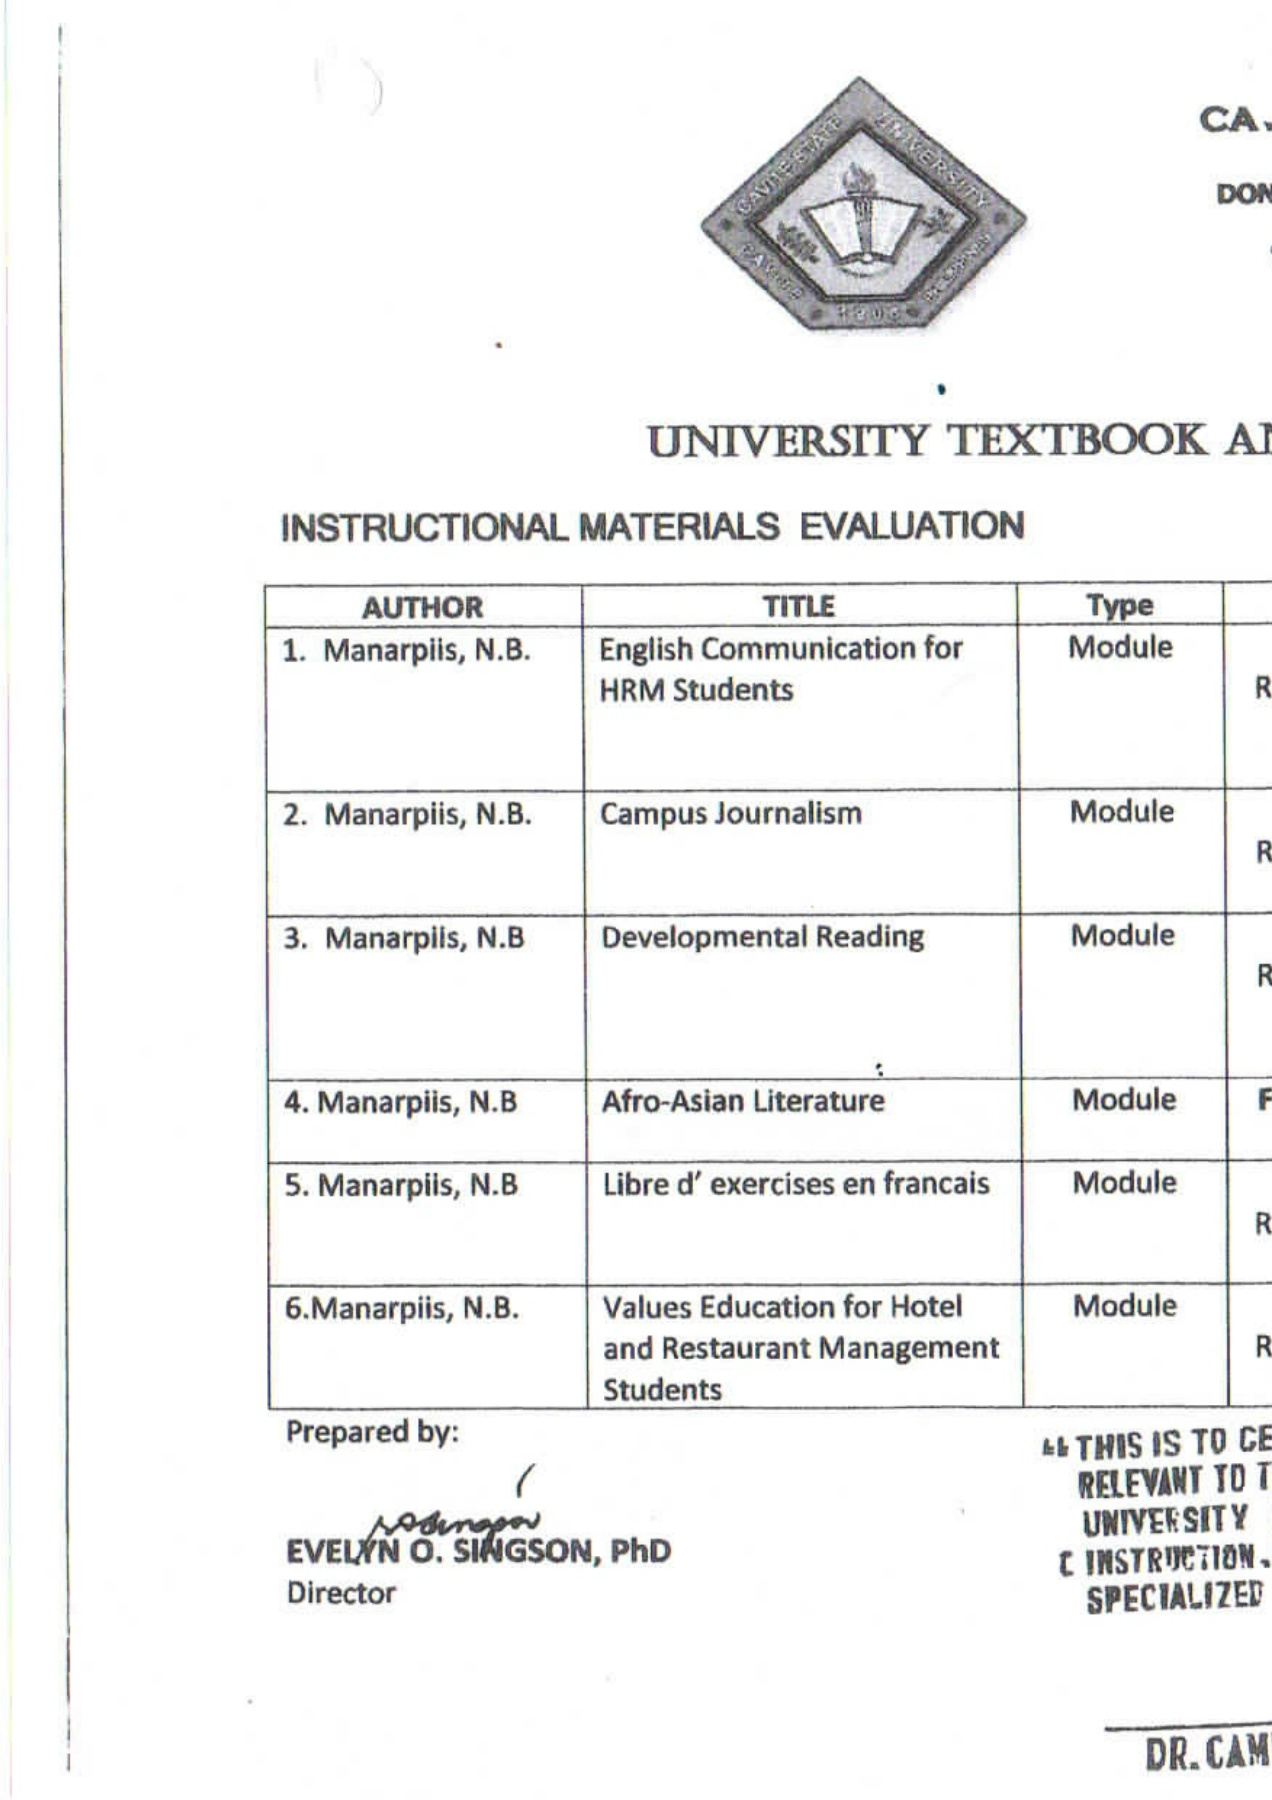 CAVITE STATE UNIVERSITY
CAVITE PHILIPPINES
1906
CA
DON
UNIVERSITY TEXTBOOK AN
INSTRUCTIONAL MATERIALS EVALUATION
AUTHOR TITLE Type
1. Manarpiis, N.B. English Communication for Module
HRM Students R
2. Manarpiis, N.B. Campus Journalism Module
R
3. Manarpiis, N.B Developmental Reading Module
R
4. Manarpiis, N.B Afro-Asian Literature Module F
5. Manarpiis, N.B Libre d' exercises en francais Module
R
6.Manarpiis, N.B. Values Education for Hotel Module
and Restaurant Management R
Students
Prepared by:
EVELYN O. SINGSON, PhD
Director
"THIS IS TO CE
RELEVANT TO T
UNIVERSITY
INSTRUCTION.
SPECIALIZED
DR. CAM